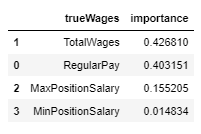 trueWages importance
1 TotalWages 0.426810
0 RegularPay 0.403151
2 MaxPositionSalary 0.155205
3 MinPositionSalary 0.014834